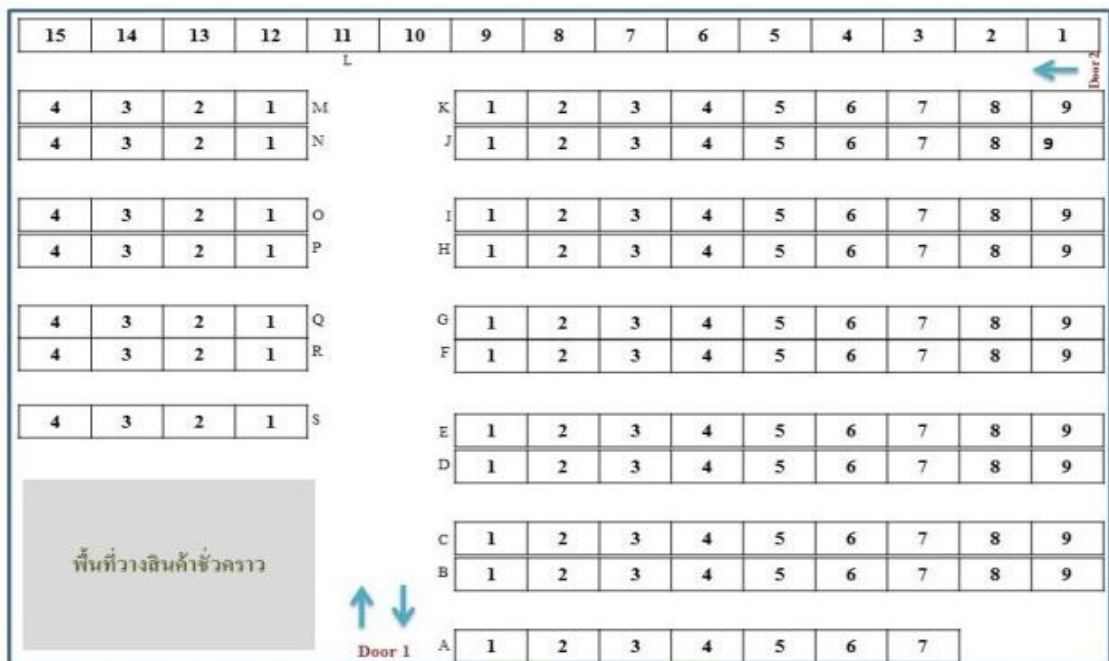 15 14 13 12 11 10 9 8 7 6 5 4 3 2 1
L
Door 2
4 3 2 1 M K 1 2 3 4 5 6 7 8 9
4 3 2 1 N J 1 2 3 4 5 6 7 8 9
4 3 2 1 O I 1 2 3 4 5 6 7 8 9
4 3 2 1 P H 1 2 3 4 5 6 7 8 9
4 3 2 1 Q G 1 2 3 4 5 6 7 8 9
4 3 2 1 R F 1 2 3 4 5 6 7 8 9
4 3 2 1 S E 1 2 3 4 5 6 7 8 9
D 1 2 3 4 5 6 7 8 9
C 1 2 3 4 5 6 7 8 9
พื้นที่วางสินค้าชั่วคราว
B 1 2 3 4 5 6 7 8 9
Door 1 A 1 2 3 4 5 6 7